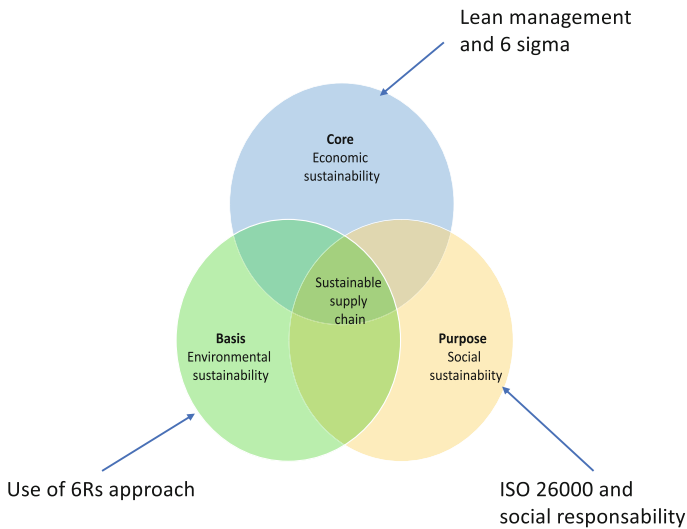 Lean management
and 6 sigma
Core
Economic
sustainability
Sustainable
supply
chain
Basis
Environmental
sustainability
Purpose
Social
sustainabiity
Use of 6Rs approach
ISO 26000 and
social responsability